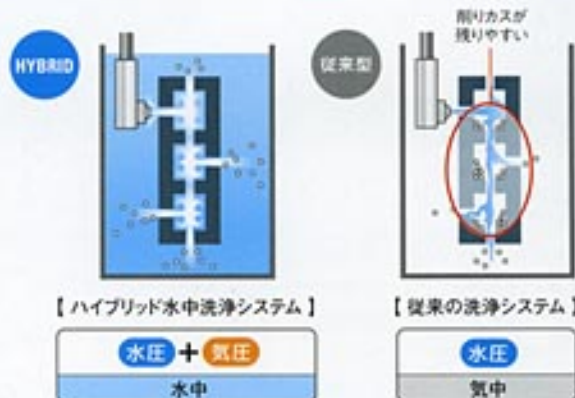 HYBRID
【 ハイブリッド水中洗浄システム 】
水圧 + 気圧
水中
従来型
削りカスが
残りやすい
【 従来の洗浄システム 】
水圧
気中